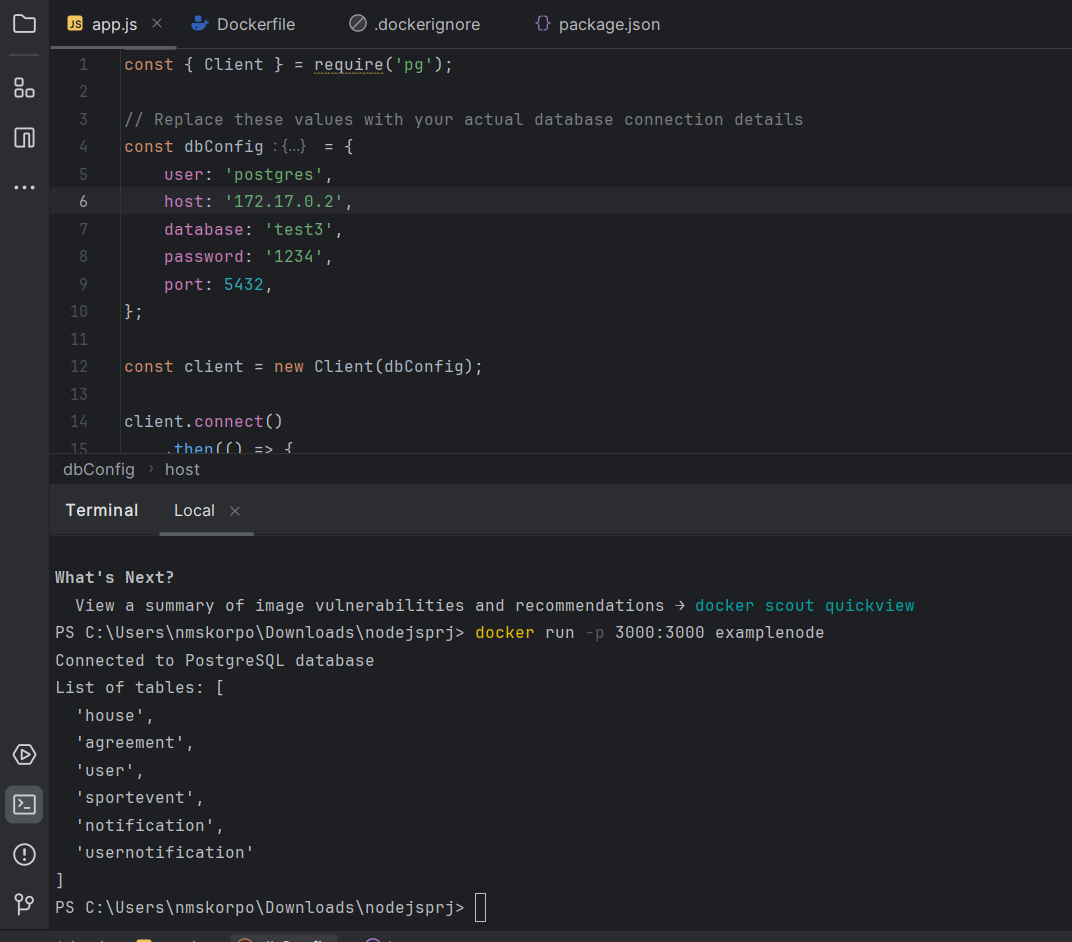 app.js
Dockerfile
.dockerignore
package.json
1 const { Client } = require('pg');
2
3 // Replace these values with your actual database connection details
4 const dbConfig : {...} = {
5 user: 'postgres',
6 host: '172.17.0.2',
7 database: 'test3',
8 password: '1234',
9 port: 5432,
10 };
11
12 const client = new Client(dbConfig);
13
14 client.connect()
15 .then(() => {
dbConfig › host
Terminal Local
What's Next?
View a summary of image vulnerabilities and recommendations → docker scout quickview
PS C:\Users\nmskorpo\Downloads\nodejsprj> docker run -p 3000:3000 examplenode
Connected to PostgreSQL database
List of tables: [
'house',
'agreement',
'user',
'sportevent',
'notification',
'usernotification'
]
PS C:\Users\nmskorpo\Downloads\nodejsprj>